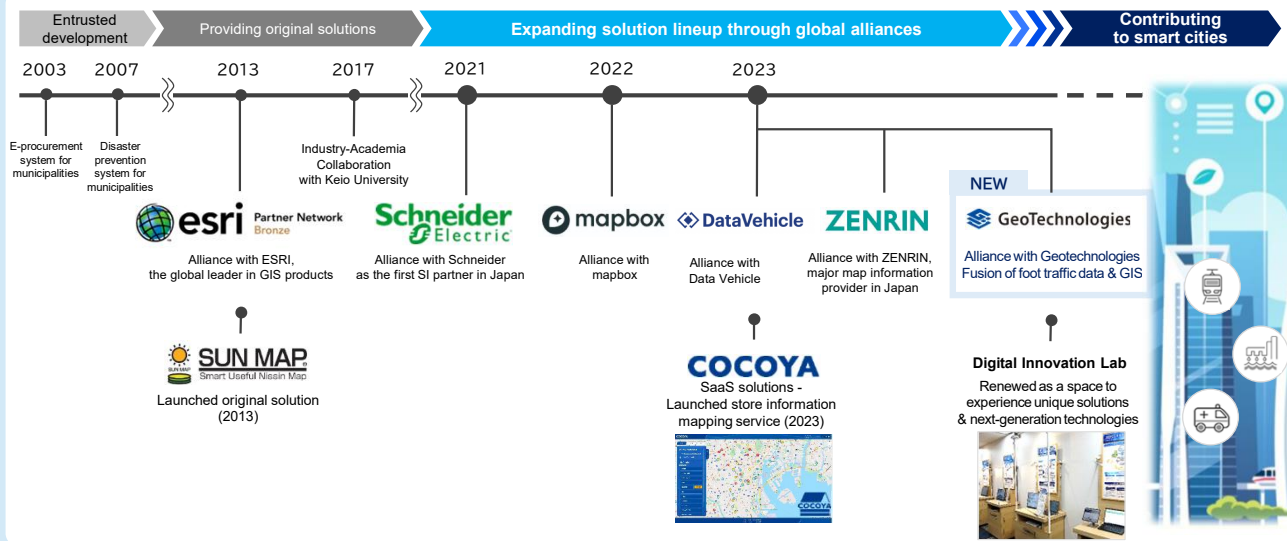 Entrusted
development
Providing original solutions
Expanding solution lineup through global alliances
Contributing
to smart cities
2003
2007
2013
2017
2021
2022
2023
E-procurement
system for
municipalities
Disaster
prevention
system for
municipalities
Industry-Academia
Collaboration
with Keio University
NEW
esri
Partner Network
Bronze
Alliance with ESRI,
the global leader in GIS products
Schneider
Electric
Alliance with Schneider
as the first SI partner in Japan
mapbox
Alliance with
mapbox
DataVehicle
Alliance with
Data Vehicle
ZENRIN
Alliance with ZENRIN,
major map information
provider in Japan
GeoTechnologies
Alliance with Geotechnologies
Fusion of foot traffic data & GIS
SUN MAP
SUN MAP
Smart Useful Nissin Map
Launched original solution
(2013)
COCOYA
SaaS solutions -
Launched store information
mapping service (2023)
COCOYA
COCOYA
Digital Innovation Lab
Renewed as a space to
experience unique solutions
& next-generation technologies